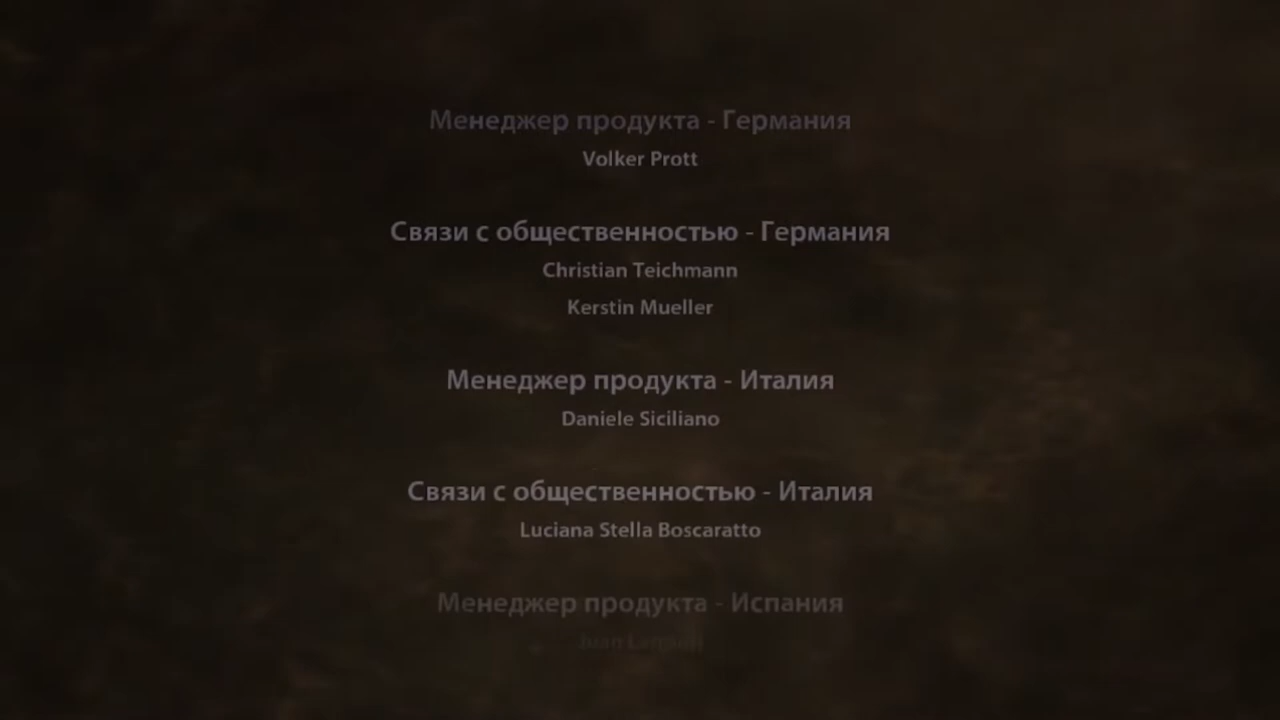 Менеджер продукта - Германия
Volker Prott
Связи с общественностью - Германия
Christian Teichmann
Kerstin Mueller
Менеджер продукта - Италия
Daniele Siciliano
Связи с общественностью - Италия
Luciana Stella Boscaratto
Менеджер продукта - Испания
Juan